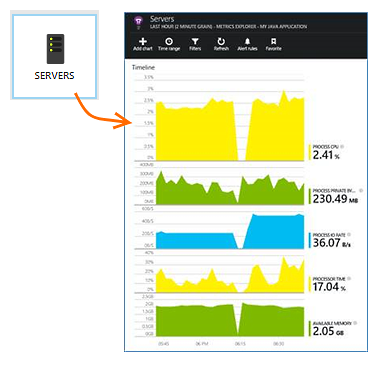 SERVERS
Servers
LAST HOUR (2 MINUTE GRAIN) - METRICS EXPLORER - MY JAVA APPLICATION
Add chart Time range Filters Refresh Alert rules Favorite
Timeline
3.5%
3%
2.5%
2%
1.5%
1%
0.5%
0%
PROCESS CPU
2.41 %
400MB
300MB
200MB
100MB
0MB
PROCESS PRIVATE BY...
230.49 MB
60B/S
40B/S
20B/S
0B/S
PROCESS IO RATE
36.07 B/s
40%
30%
20%
10%
0%
PROCESSOR TIME
17.04 %
2.5GB
2GB
1.5GB
1GB
0.5GB
0GB
AVAILABLE MEMORY
2.05 GB
05:45 06 PM 06:15 06:30